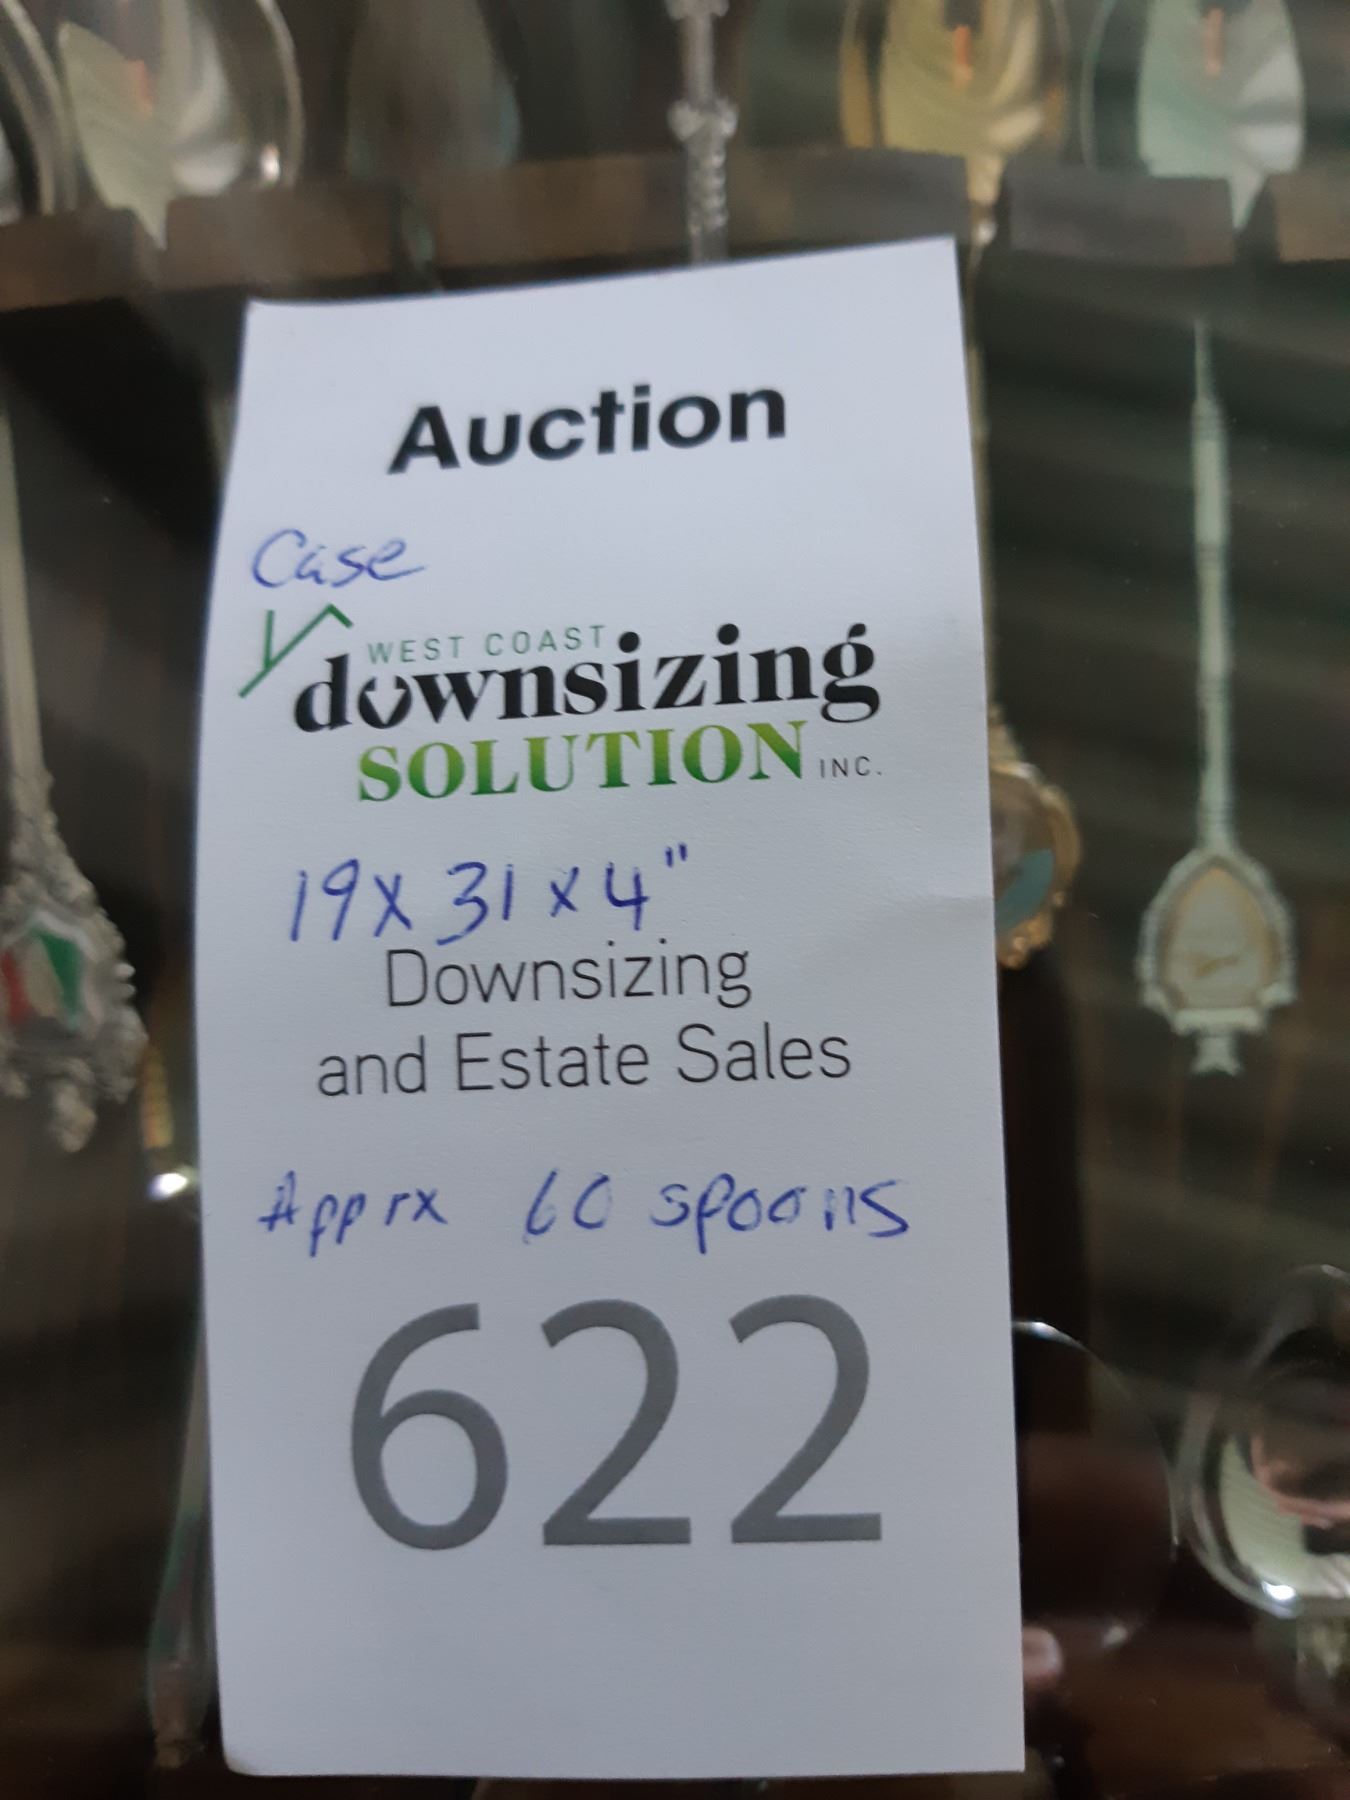 Auction
Case
WEST COAST
downsizing
SOLUTION INC.
19 x 31 x 4"
Downsizing
and Estate Sales
Apprx 60 spoons
622